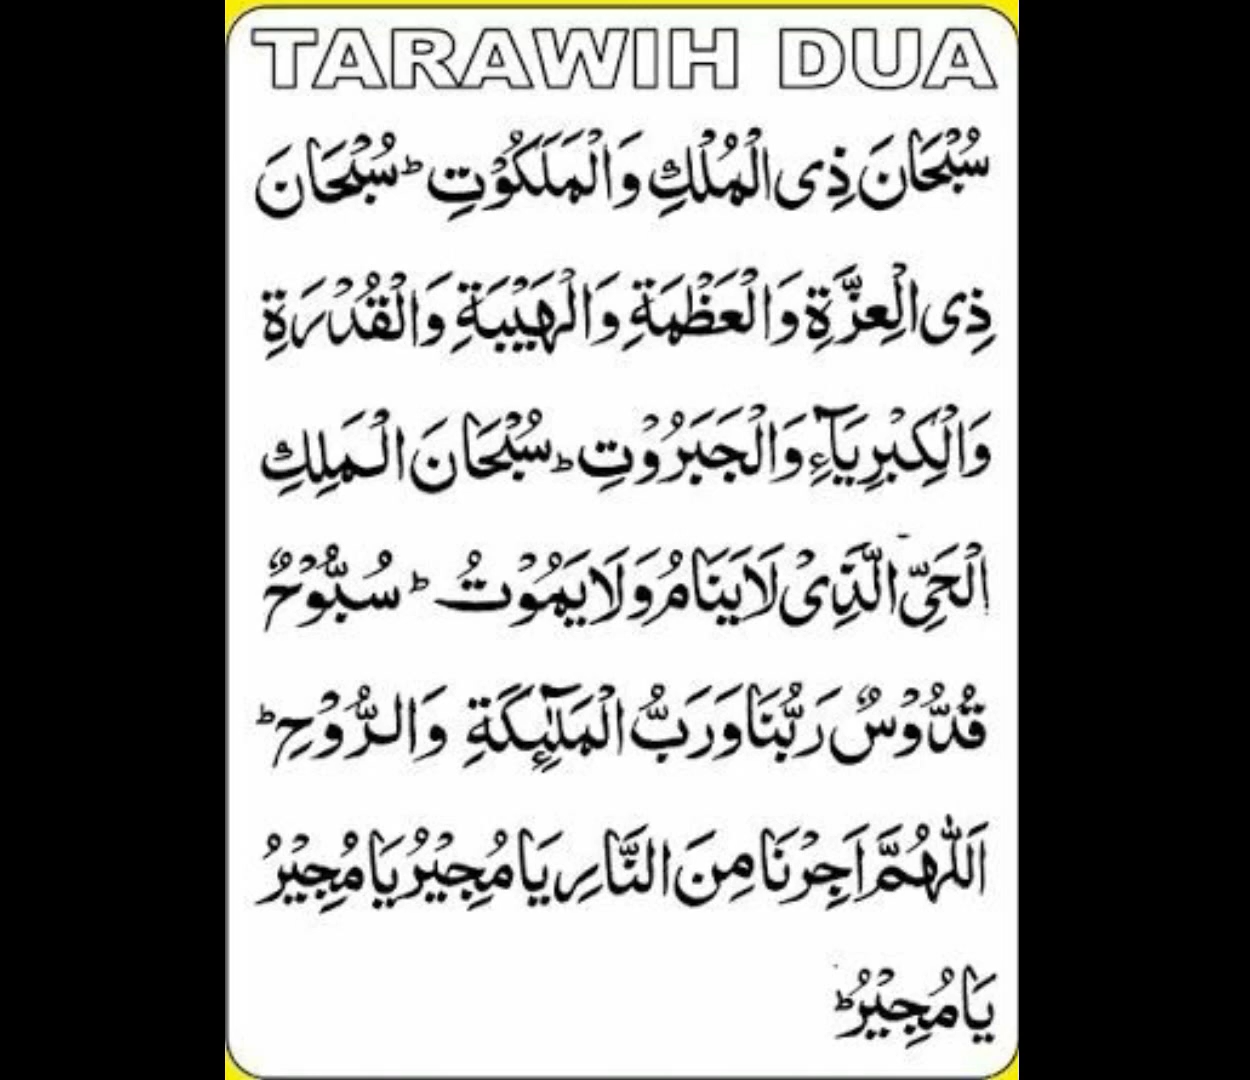 TARAWIH DUA
سُبْحَانَ ذِی الْمُلْكِ وَالْمَلَكُوْتِ ؕ سُبْحَانَ
ذِی الْعِزَّةِ وَالْعَظْمَةِ وَالْهَيْبَةِ وَالْقُدْرَةِ
وَالْكِبْرِيَآءِ وَالْجَبَرُوْتِ ؕ سُبْحَانَ الْمَلِكِ
الْحَیِّ الَّذِیْ لَا يَنَامُ وَلَا يَمُوْتُ ؕ سُبُّوْحٌ
قُدُّوْسٌ رَبُّنَا وَرَبُّ الْمَلٰٓئِكَةِ وَالرُّوْحِ ؕ
اَللّٰهُمَّ اَجِرْنَا مِنَ النَّارِ يَا مُجِيْرُ يَا مُجِيْرُ
يَا مُجِيْرُ ؕ